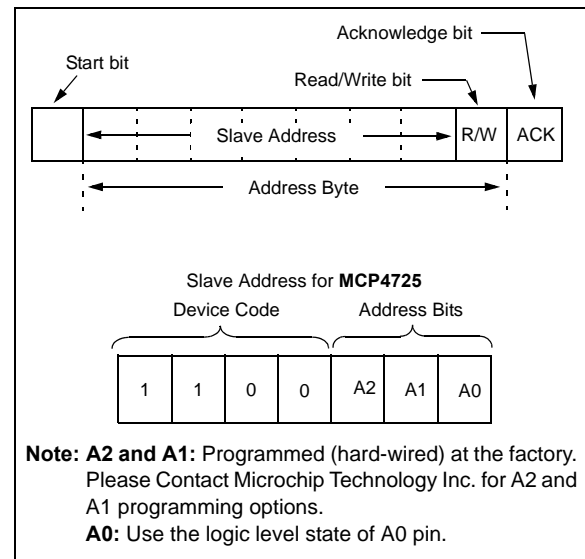 Acknowledge bit
Start bit
Read/Write bit
Slave Address
R/W
ACK
Address Byte
Slave Address for MCP4725
Device Code
Address Bits
1
1
0
0
A2
A1
A0
Note: A2 and A1: Programmed (hard-wired) at the factory.
Please Contact Microchip Technology Inc. for A2 and
A1 programming options.
A0: Use the logic level state of A0 pin.